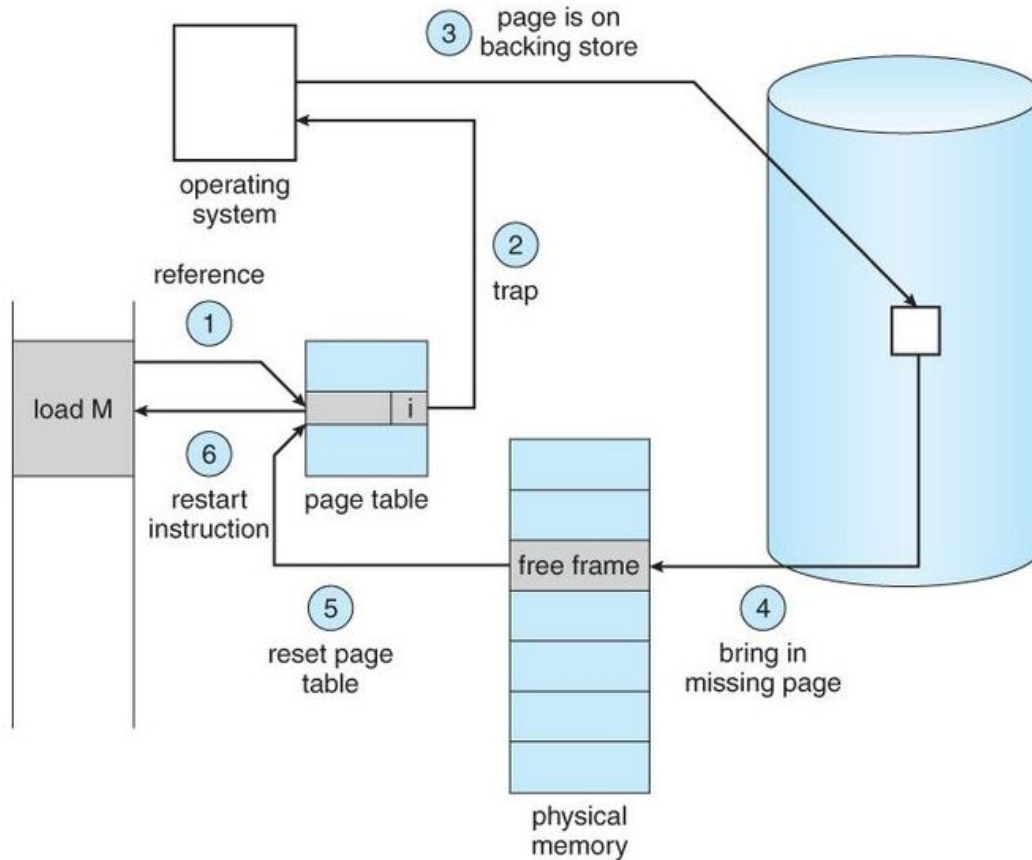 3
page is on
backing store
operating
system
2
trap
reference
1
load M
i
6
restart
instruction
page table
free frame
5
reset page
table
4
bring in
missing page
physical
memory